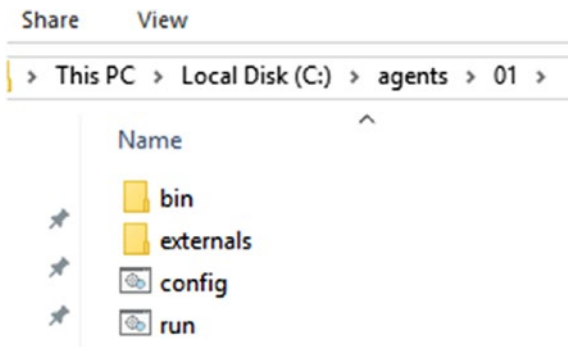 Share View
This PC > Local Disk (C:) > agents > 01 >
Name
bin
externals
config
run